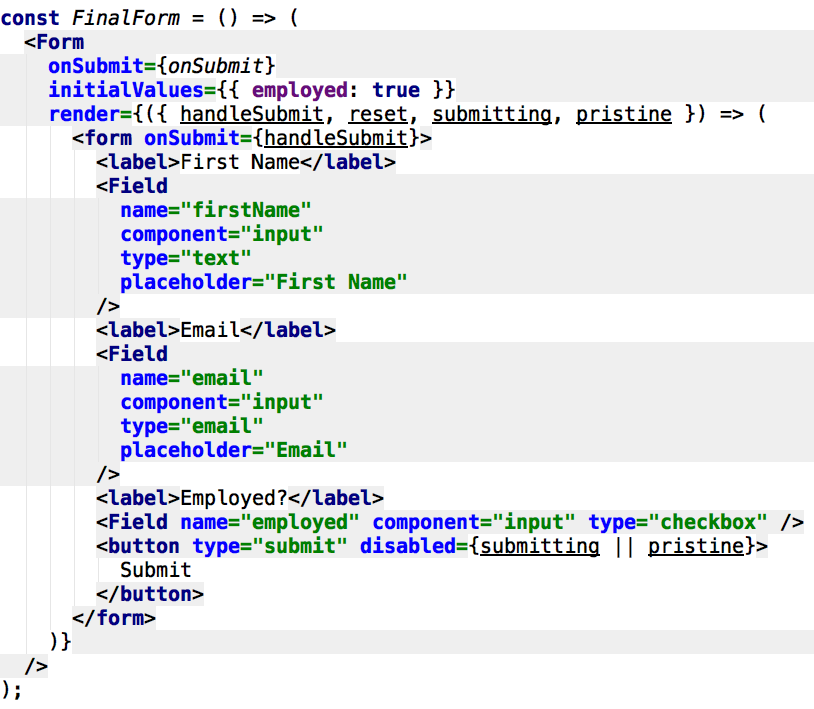 const FinalForm = () => (
  <Form
    onSubmit={onSubmit}
    initialValues={{ employed: true }}
    render={({ handleSubmit, reset, submitting, pristine }) => (
      <form onSubmit={handleSubmit}>
        <label>First Name</label>
        <Field
          name="firstName"
          component="input"
          type="text"
          placeholder="First Name"
        />
        <label>Email</label>
        <Field
          name="email"
          component="input"
          type="email"
          placeholder="Email"
        />
        <label>Employed?</label>
        <Field name="employed" component="input" type="checkbox" />
        <button type="submit" disabled={submitting || pristine}>
          Submit
        </button>
      </form>
    )}
  />
);